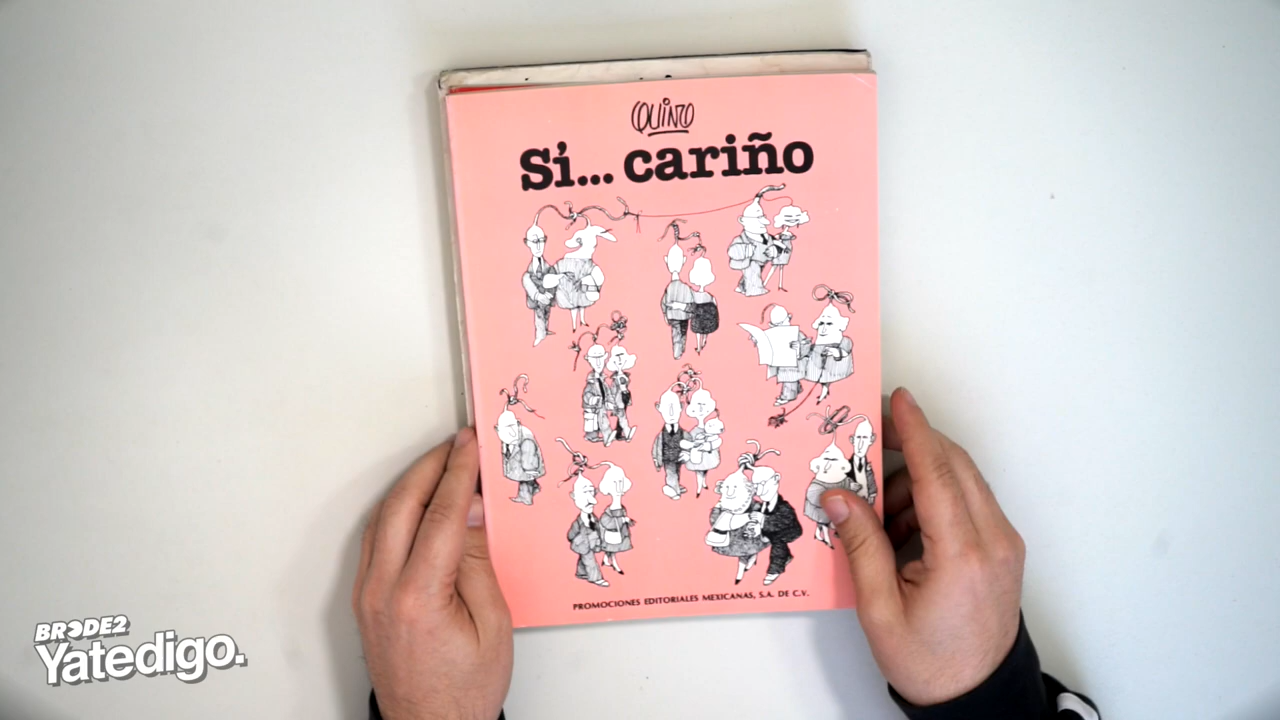 QUINO
Sí... cariño
PROMOCIONES EDITORIALES MEXICANAS, S.A. DE C.V.
BRODE2
Yatedigo.